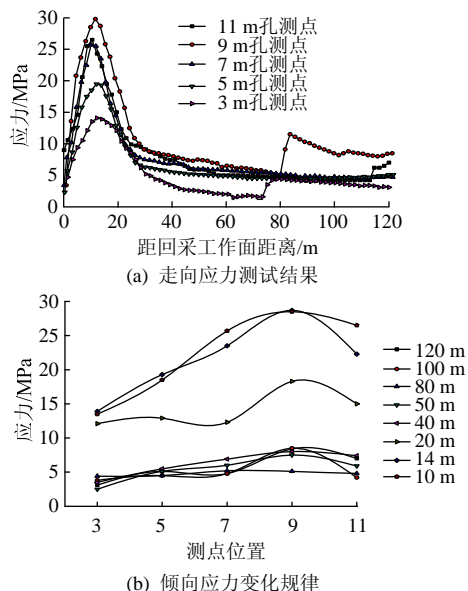 应力/MPa
30
25
20
15
10
5
0
11 m孔测点
9 m孔测点
7 m孔测点
5 m孔测点
3 m孔测点
0 20 40 60 80 100 120
距回采工作面距离/m
(a) 走向应力测试结果
应力/MPa
30
25
20
15
10
5
0
120 m
100 m
80 m
50 m
40 m
20 m
14 m
10 m
3 5 7 9 11
测点位置
(b) 倾向应力变化规律